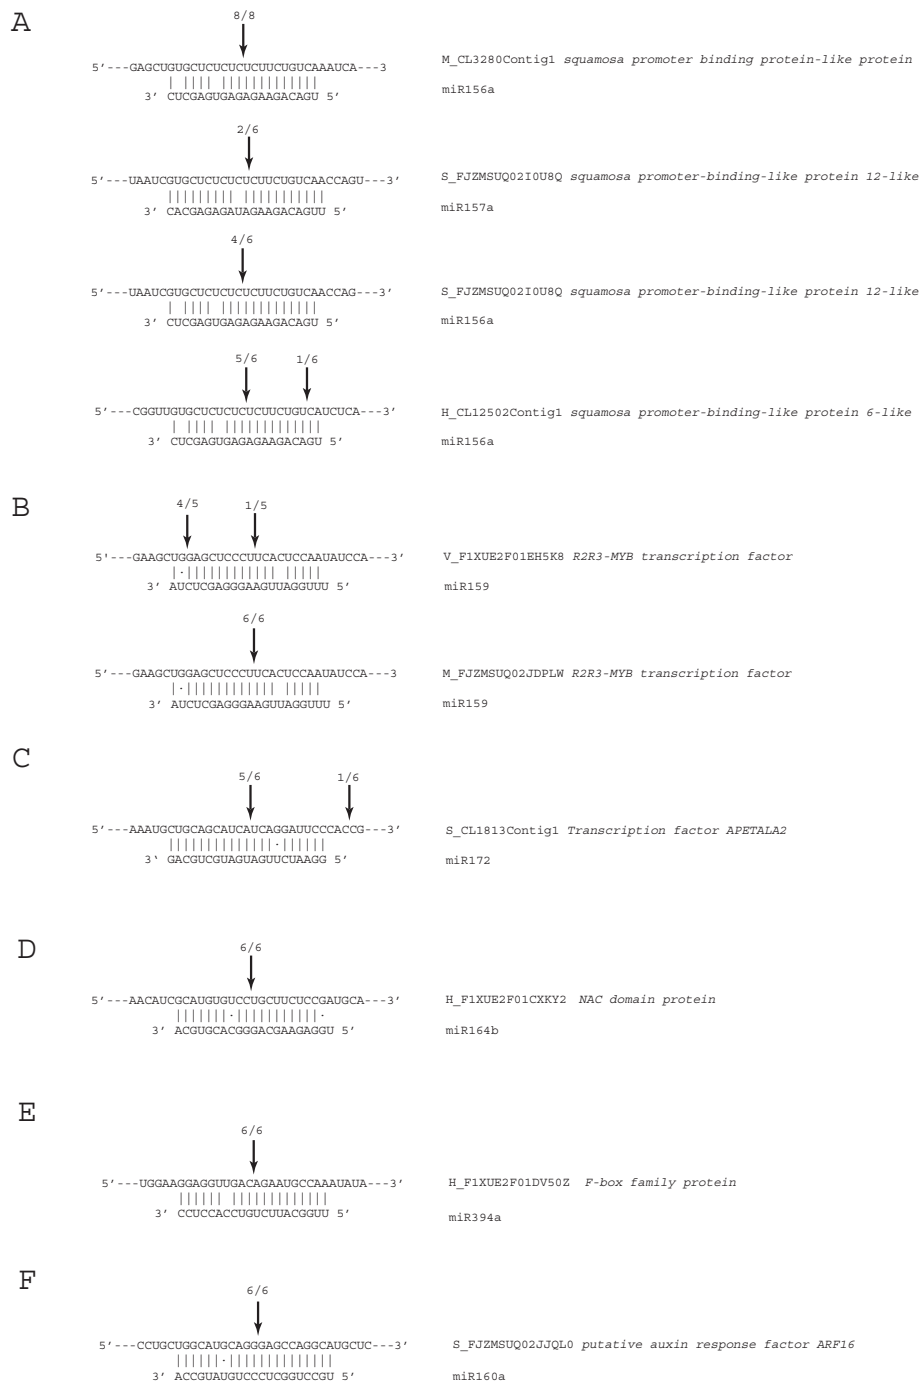 A
8/8
5’---GAGCUGUGCUCUCUCUCUUCUGUCAAAUCA---3 M_CL3280Contig1 squamosa promoter binding protein-like protein
| |||| |||||||||||||
3’ CUCGAGUGAGAGAAGACAGU 5’ miR156a
2/6
5’---UAAUCGUGCUCUCUCUCUUCUGUCAACCAGU---3’ S_FJZMSUQ02I0U8Q squamosa promoter-binding-like protein 12-like
||||||||| |||||||||||
3’ CACGAGAGAUAGAAGACAGUU 5’ miR157a
4/6
5’---UAAUCGUGCUCUCUCUCUUCUGUCAACCAG---3’ S_FJZMSUQ02I0U8Q squamosa promoter-binding-like protein 12-like
| |||| |||||||||||||
3’ CUCGAGUGAGAGAAGACAGU 5’ miR156a
5/6 1/6
5’---CGGUUGUGCUCUCUCUCUUCUGUCAUCUCA---3’ H_CL12502Contig1 squamosa promoter-binding-like protein 6-like
| |||| |||||||||||||
3’ CUCGAGUGAGAGAAGACAGU 5’ miR156a
B
4/5 1/5
5'---GAAGCUGGAGCUCCCUUCACUCCAAUAUCCA---3’ V_F1XUE2F01EH5K8 R2R3-MYB transcription factor
|·|||||||||||| |||||
3’ AUCUCGAGGGAAGUUAGGUUU 5’ miR159
6/6
5’---GAAGCUGGAGCUCCCUUCACUCCAAUAUCCA---3 M_FJZMSUQ02JDPLW R2R3-MYB transcription factor
|·|||||||||||| |||||
3’ AUCUCGAGGGAAGUUAGGUUU 5’ miR159
C
5/6 1/6
5’---AAAUGCUGCAGCAUCAUCAGGAUUCCCACCG---3’ S_CL1813Contig1 Transcription factor APETALA2
||||||||||||||·||||||
3‘ GACGUCGUAGUAGUUCUAAGG 5’ miR172
D
6/6
5’---AACAUCGCAUGUGUCCUGCUUCUCCGAUGCA---3’ H_F1XUE2F01CXKY2 NAC domain protein
|||||||·|||||||||||·
3’ ACGUGCACGGGACGAAGAGGU 5’ miR164b
E
6/6
5’---UGGAAGGAGGUUGACAGAAUGCCAAAUAUA---3’ H_F1XUE2F01DV50Z F-box family protein
|||||| |||||||||||||
3’ CCUCCACCUGUCUUACGGUU 5’ miR394a
F
6/6
5’---CCUGCUGGCAUGCAGGGAGCCAGGCAUGCUC---3’ S_FJZMSUQ02JJQL0 putative auxin response factor ARF16
||||||·||||||||||||||
3’ ACCGUAUGUCCCUCGGUCCGU 5’ miR160a